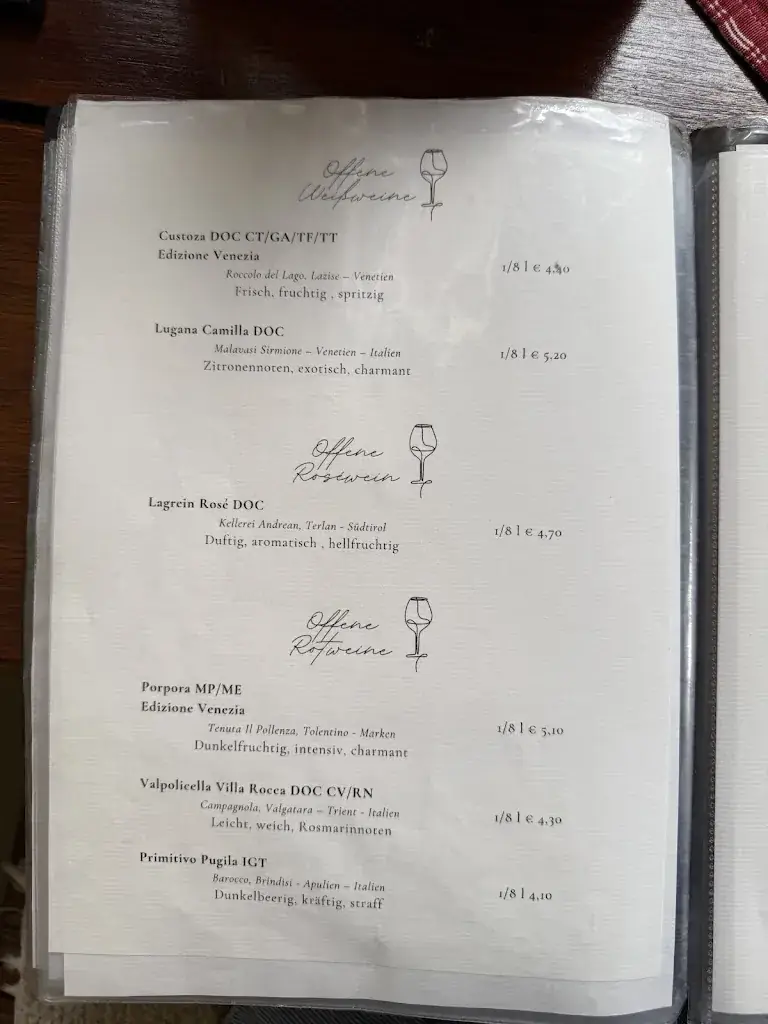 Offene
Weißweine
Custoza DOC CT/GA/TF/TT
Edizione Venezia
Roccolo del Lago, Lazise – Venetien
1/8 l € 4,40
Frisch, fruchtig , spritzig
Lugana Camilla DOC
Malavasi Sirmione – Venetien – Italien
1/8 l € 5,20
Zitronennoten, exotisch, charmant
Offene
Roséwein
Lagrein Rosé DOC
Kellerei Andrean, Terlan - Südtirol
1/8 l € 4,70
Duftig, aromatisch , hellfruchtig
Offene
Rotweine
Porpora MP/ME
Edizione Venezia
Tenuta Il Pollenza, Tolentino - Marken
1/8 l € 5,10
Dunkelfruchtig, intensiv, charmant
Valpolicella Villa Rocca DOC CV/RN
Campagnola, Valgatara – Trient - Italien
1/8 l € 4,30
Leicht, weich, Rosmarinnoten
Primitivo Pugila IGT
Barocco, Brindisi - Apulien – Italien
1/8 l 4,10
Dunkelbeerig, kräftig, straff